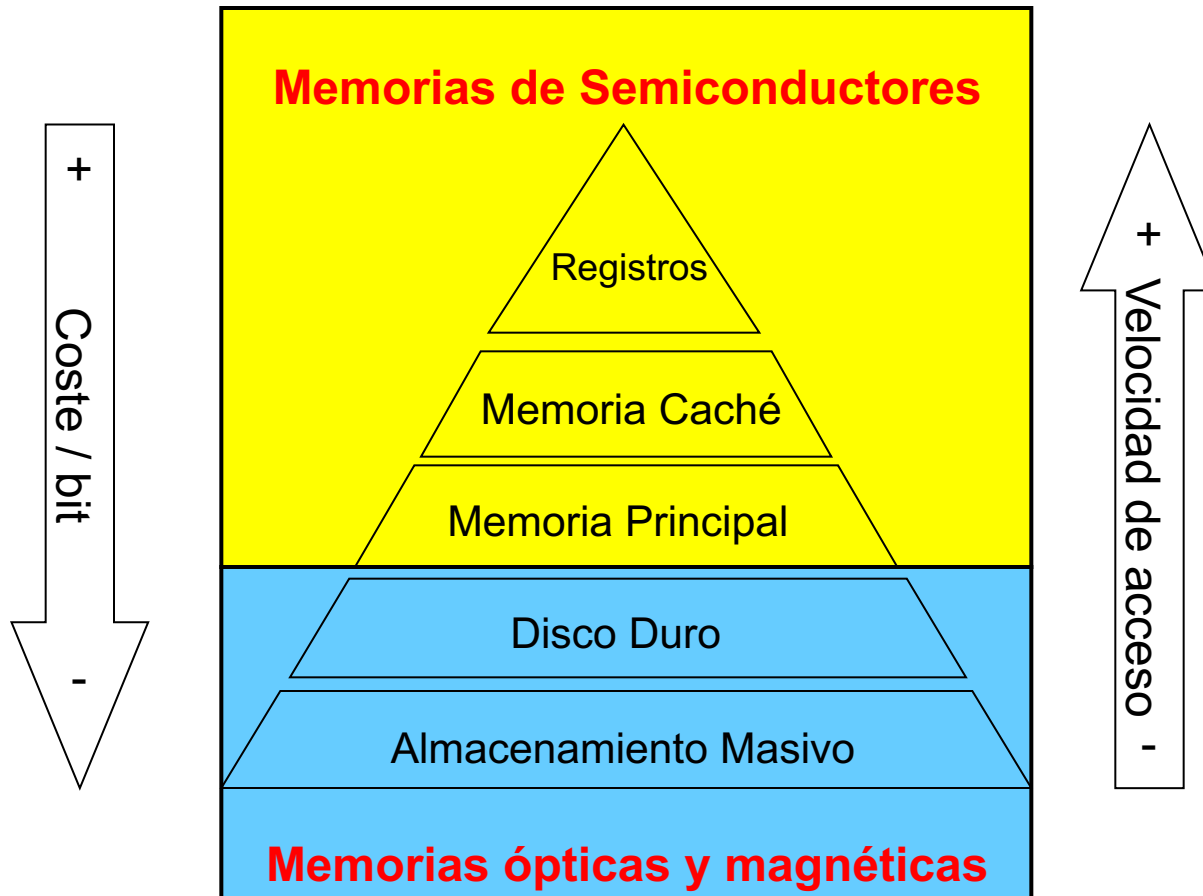 Memorias de Semiconductores
+
Coste / bit
-
Registros
Memoria Caché
Memoria Principal
Disco Duro
Almacenamiento Masivo
Memorias ópticas y magnéticas
+ Velocidad de acceso -